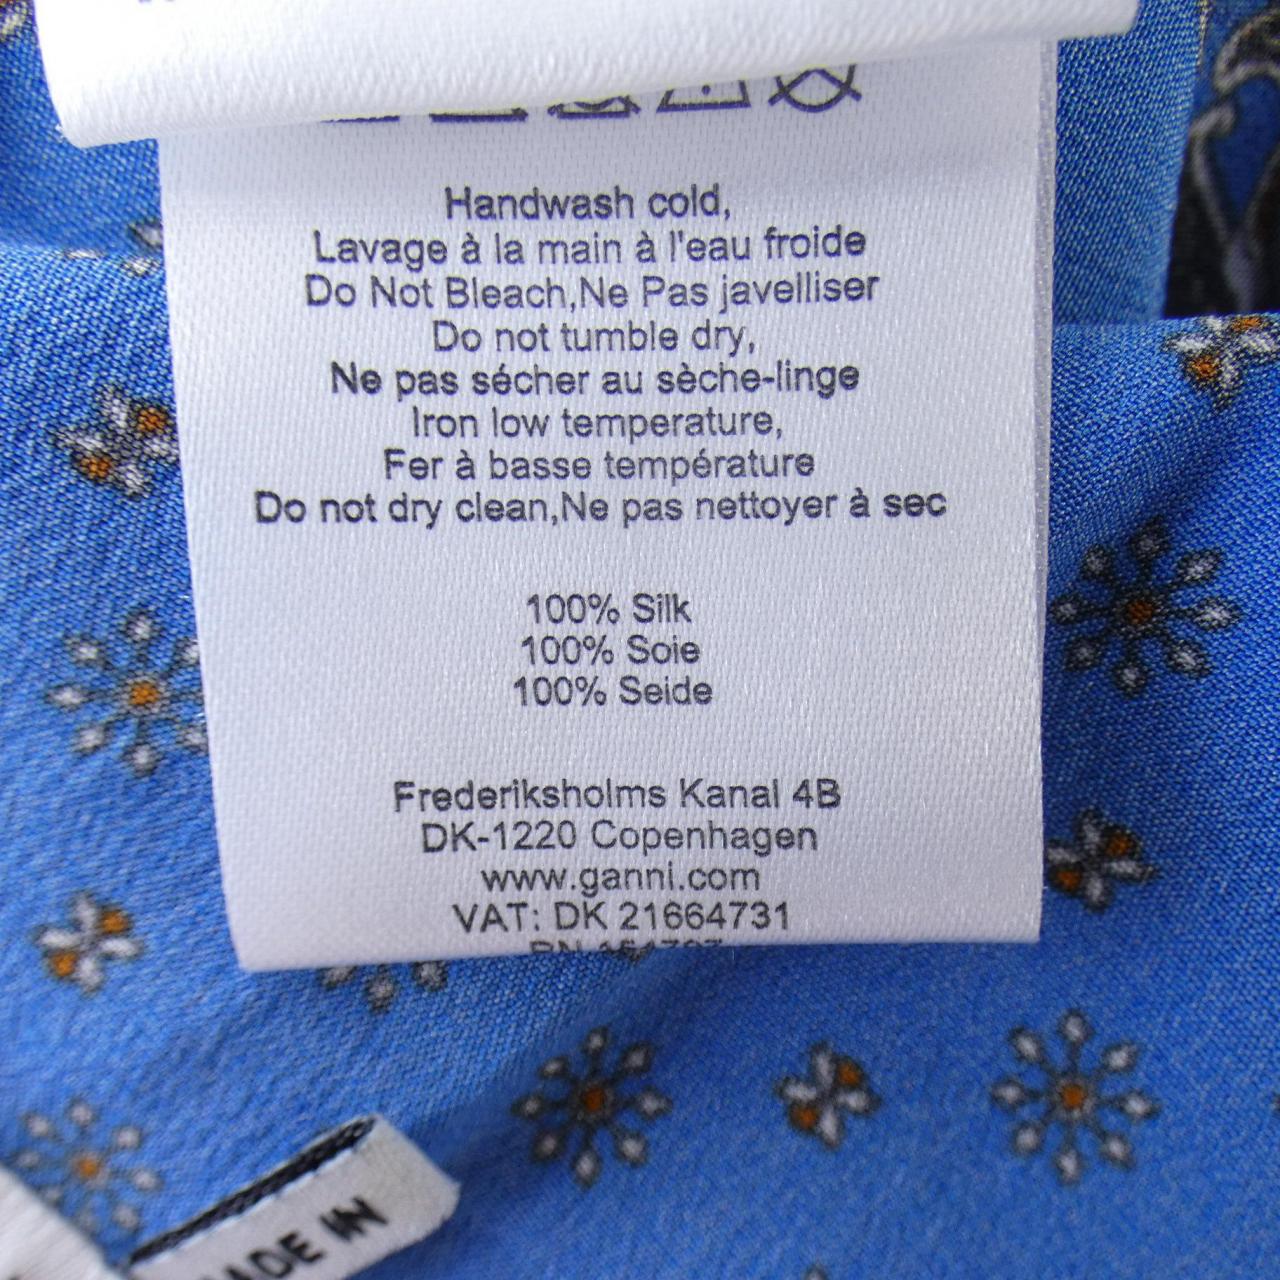 Handwash cold,
Lavage à la main à l'eau froide
Do Not Bleach,Ne Pas javelliser
Do not tumble dry,
Ne pas sécher au sèche-linge
Iron low temperature,
Fer à basse température
Do not dry clean,Ne pas nettoyer à sec
100% Silk
100% Soie
100% Seide
Frederiksholms Kanal 4B
DK-1220 Copenhagen
www.ganni.com
VAT: DK 21664731
MADE IN